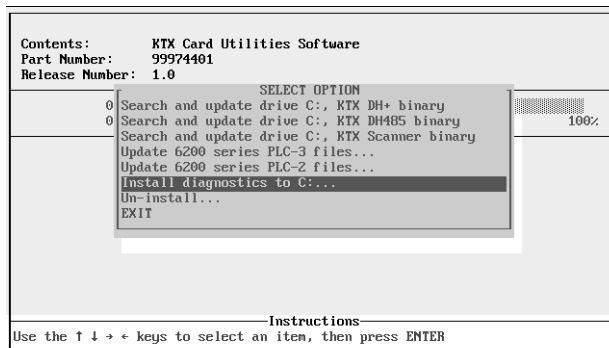 Contents: KTX Card Utilities Software
Part Number: 99974401
Release Number: 1.0
SELECT OPTION
0 Search and update drive C:, KTX DH+ binary
0 Search and update drive C:, KTX DH485 binary 100%
Search and update drive C:, KTX Scanner binary
Update 6200 series PLC-3 files...
Update 6200 series PLC-2 files...
Install diagnostics to C:...
Un-install...
EXIT
Instructions
Use the ↑ ↓ → ← keys to select an item, then press ENTER